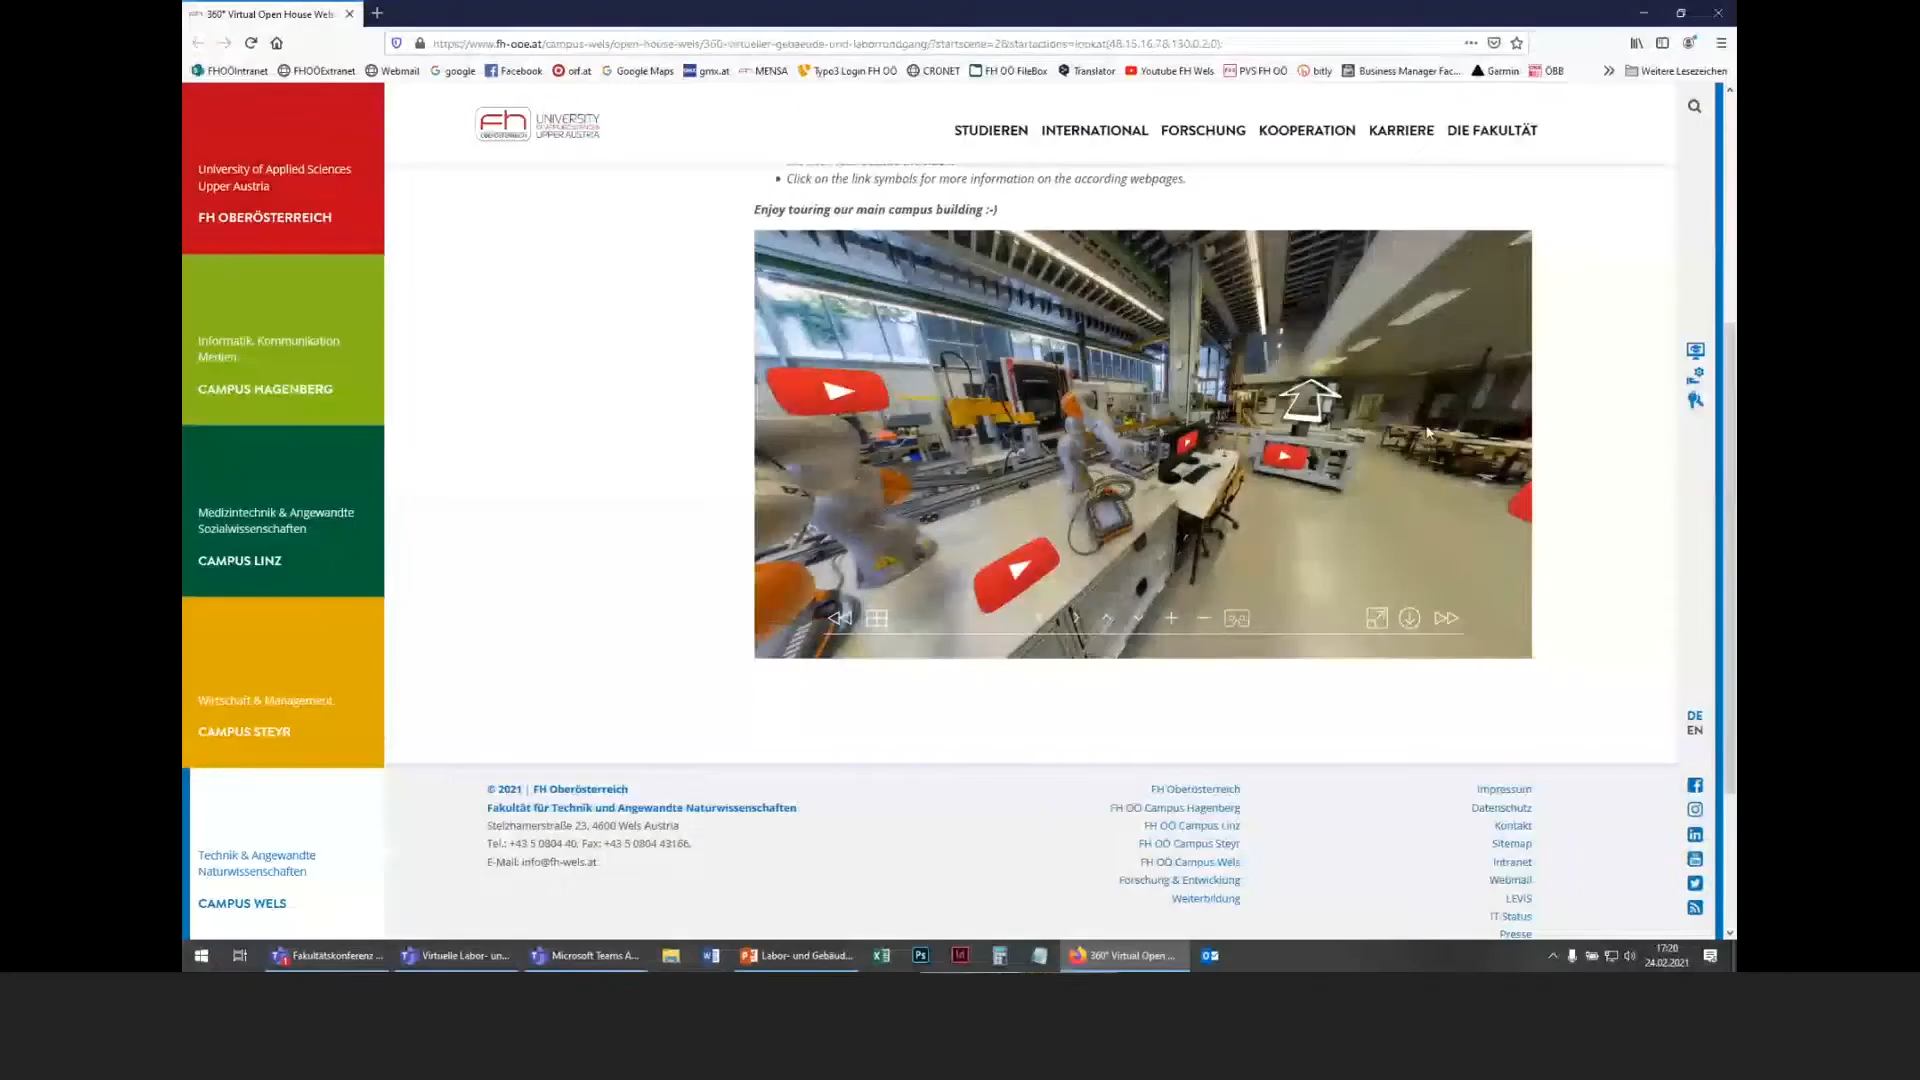 360° Virtual Open House Wels
FHOÖIntranet FHOÖExtranet Webmail google Facebook orf.at Google Maps gmx.at MENSA Typo3 Login FH OÖ CRONET FH OÖ FileBox Translator Youtube FH Wels PVS FH OÖ bitly Business Manager Fac... Garmin ÖBB Weitere Lesezeichen
University of Applied Sciences
Upper Austria
FH OBERÖSTERREICH
Informatik, Kommunikation
Medien
CAMPUS HAGENBERG
Medizintechnik & Angewandte
Sozialwissenschaften
CAMPUS LINZ
Wirtschaft & Management
CAMPUS STEYR
Technik & Angewandte
Naturwissenschaften
CAMPUS WELS
fh OBERÖSTERREICH
UNIVERSITY
OF APPLIED SCIENCES
UPPER AUSTRIA
STUDIEREN INTERNATIONAL FORSCHUNG KOOPERATION KARRIERE DIE FAKULTÄT
• Click on the link symbols for more information on the according webpages.
Enjoy touring our main campus building :-)
DE
EN
© 2021 | FH Oberösterreich
Fakultät für Technik und Angewandte Naturwissenschaften
Stelzhamerstraße 23, 4600 Wels Austria
Tel.: +43 5 0804 40, Fax: +43 5 0804 43166,
E-Mail: info@fh-wels.at
FH Oberösterreich
FH OÖ Campus Hagenberg
FH OÖ Campus Linz
FH OÖ Campus Steyr
FH OÖ Campus Wels
Forschung & Entwicklung
Weiterbildung
Impressum
Datenschutz
Kontakt
Sitemap
Intranet
Webmail
LEVIS
IT Status
Presse
Fakultätskonferenz ... Virtuelle Labor- un... Microsoft Teams A... Labor- und Gebäud... 360° Virtual Open ...
17:20
24.02.2021